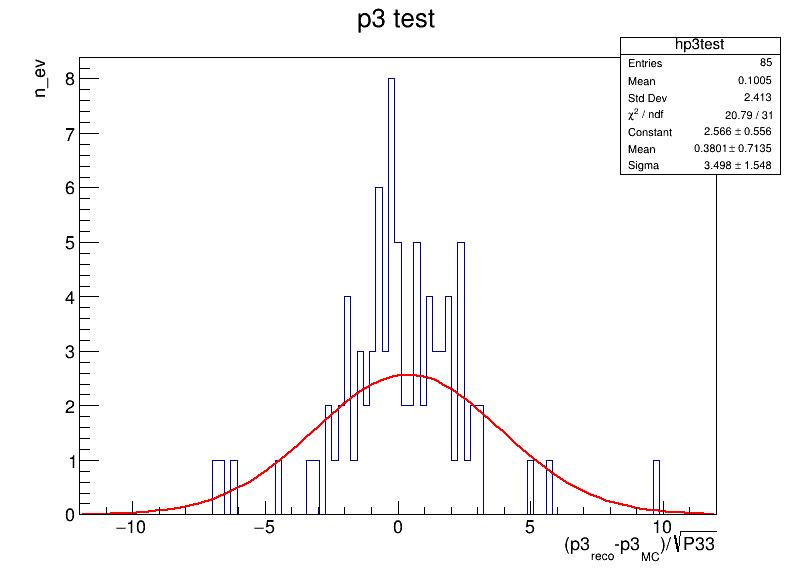 p3 test
hp3test
Entries 85
Mean 0.1005
Std Dev 2.413
χ² / ndf 20.79 / 31
Constant 2.566 ± 0.556
Mean 0.3801 ± 0.7135
Sigma 3.498 ± 1.548
n_ev
8
7
6
5
4
3
2
1
0
−10 −5 0 5 10
(p3reco-p3MC)/√P33